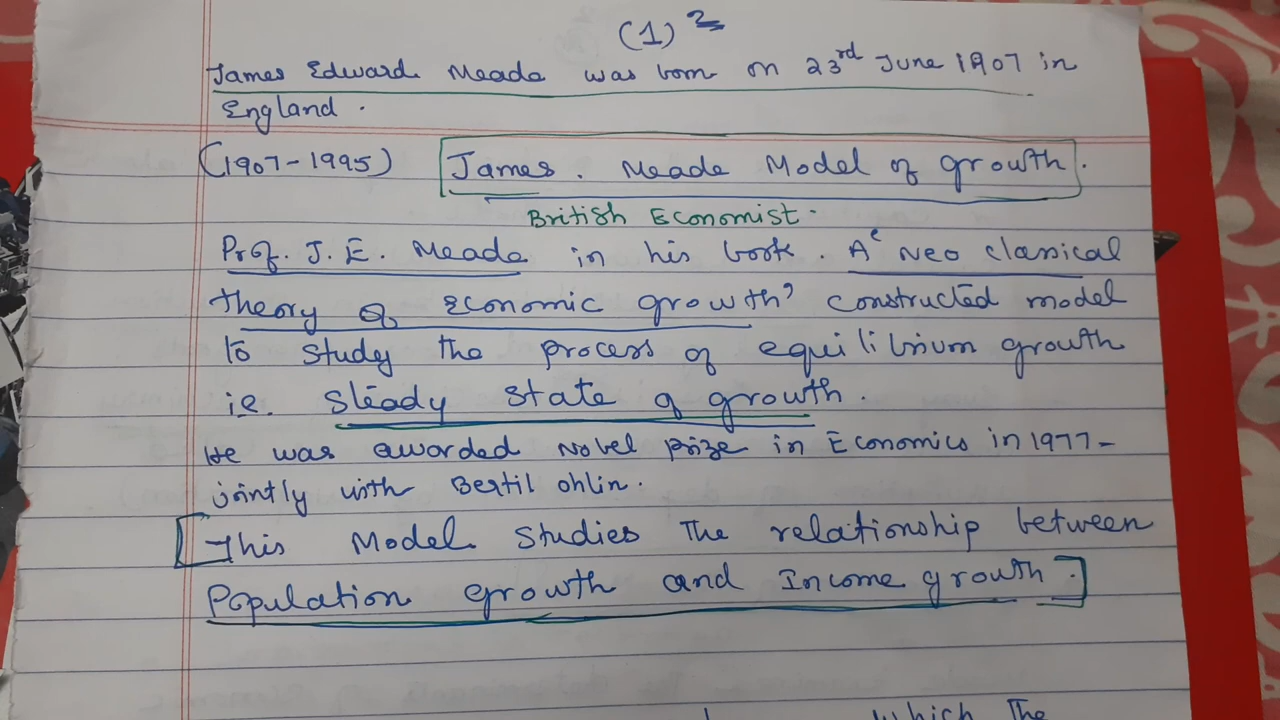 (1) 2
James Edward Meade was born on 23rd June 1907 in
England.
(1907-1995) James. Meade Model of growth.
British Economist.
Prof. J. E. Meade in his book. A 'Neo classical
theory of Economic growth' constructed model
to study the process of equilibrium growth
i.e. steady state of growth.
He was awarded Nobel prize in Economics in 1977-
jointly with Bertil ohlin.
This Model studies the relationship between
Population growth and Income growth.
which The